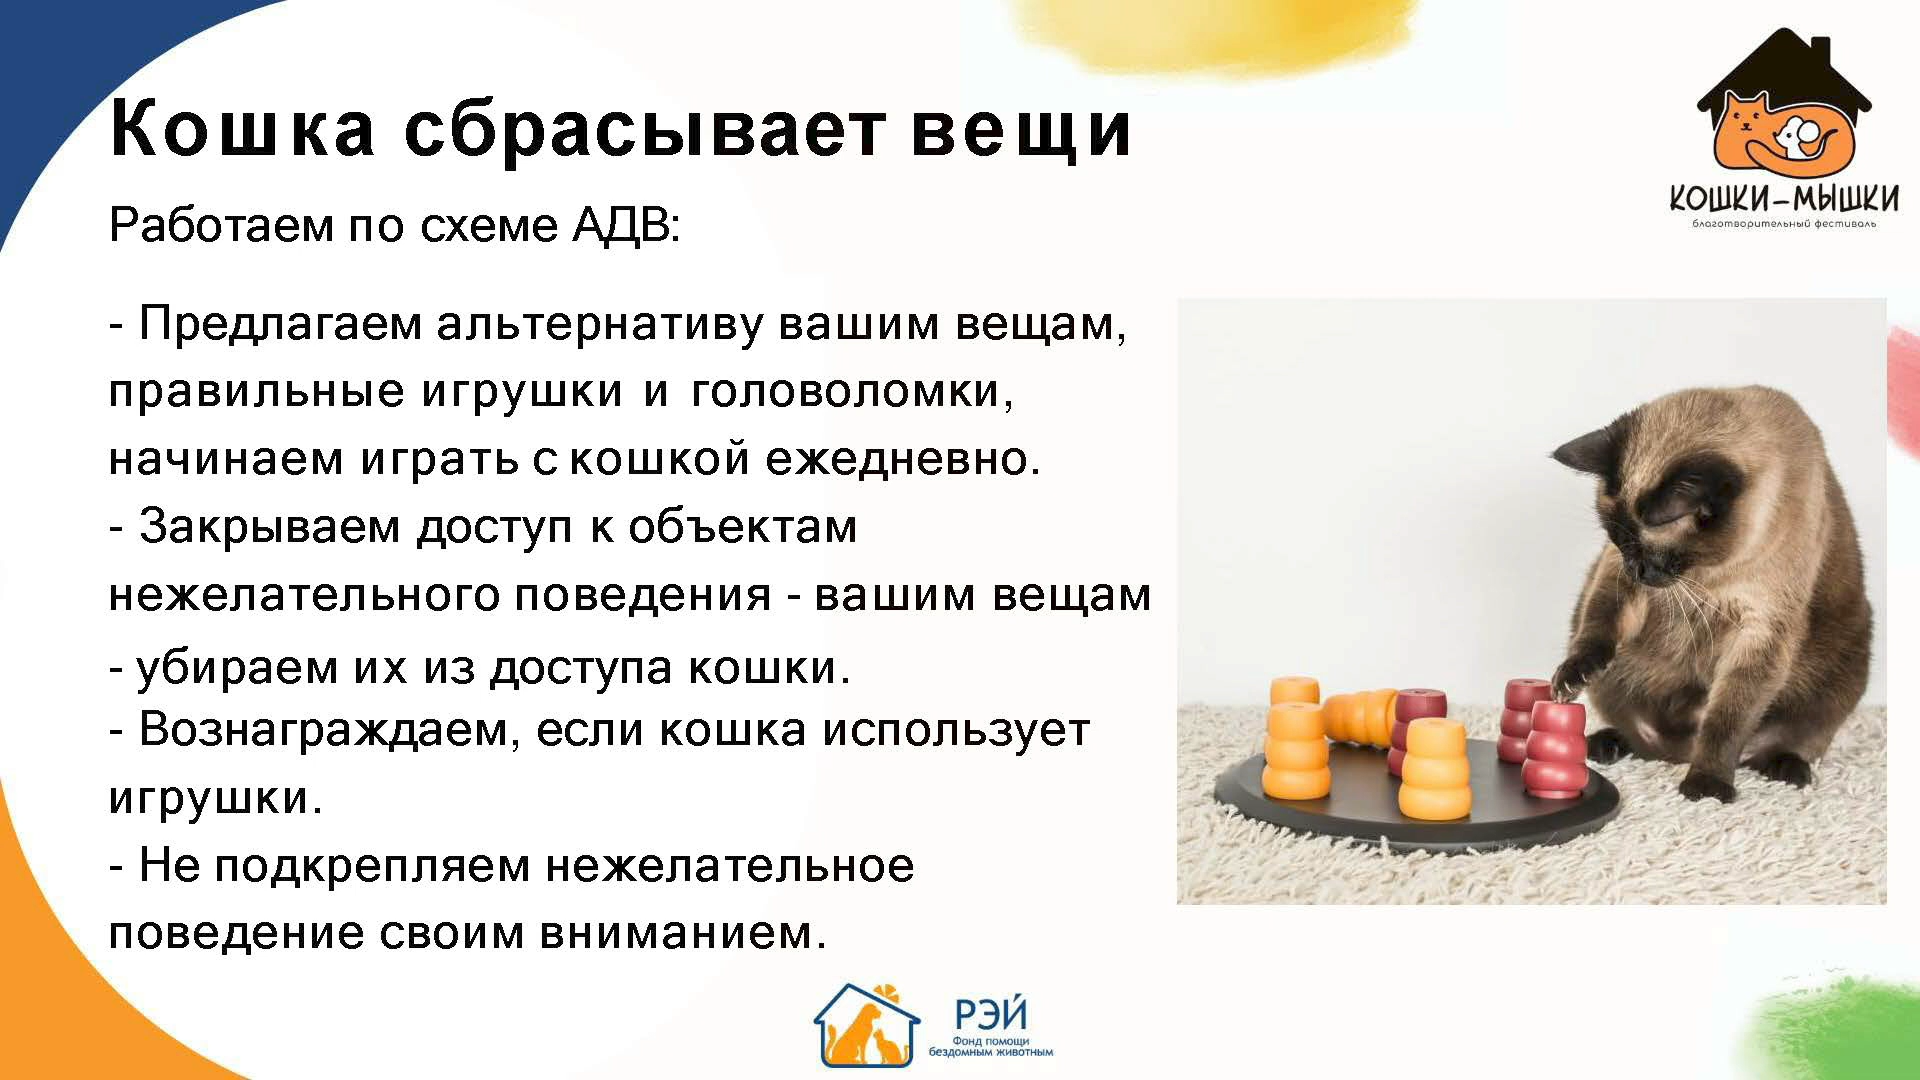 Кошка сбрасывает вещи
КОШКИ-МЫШКИ
благотворительный фестиваль
Работаем по схеме АДВ:
- Предлагаем альтернативу вашим вещам,
правильные игрушки и головоломки,
начинаем играть с кошкой ежедневно.
- Закрываем доступ к объектам
нежелательного поведения - вашим вещам
- убираем их из доступа кошки.
- Вознаграждаем, если кошка использует
игрушки.
- Не подкрепляем нежелательное
поведение своим вниманием.
РЭЙ
Фонд помощи
бездомным животным